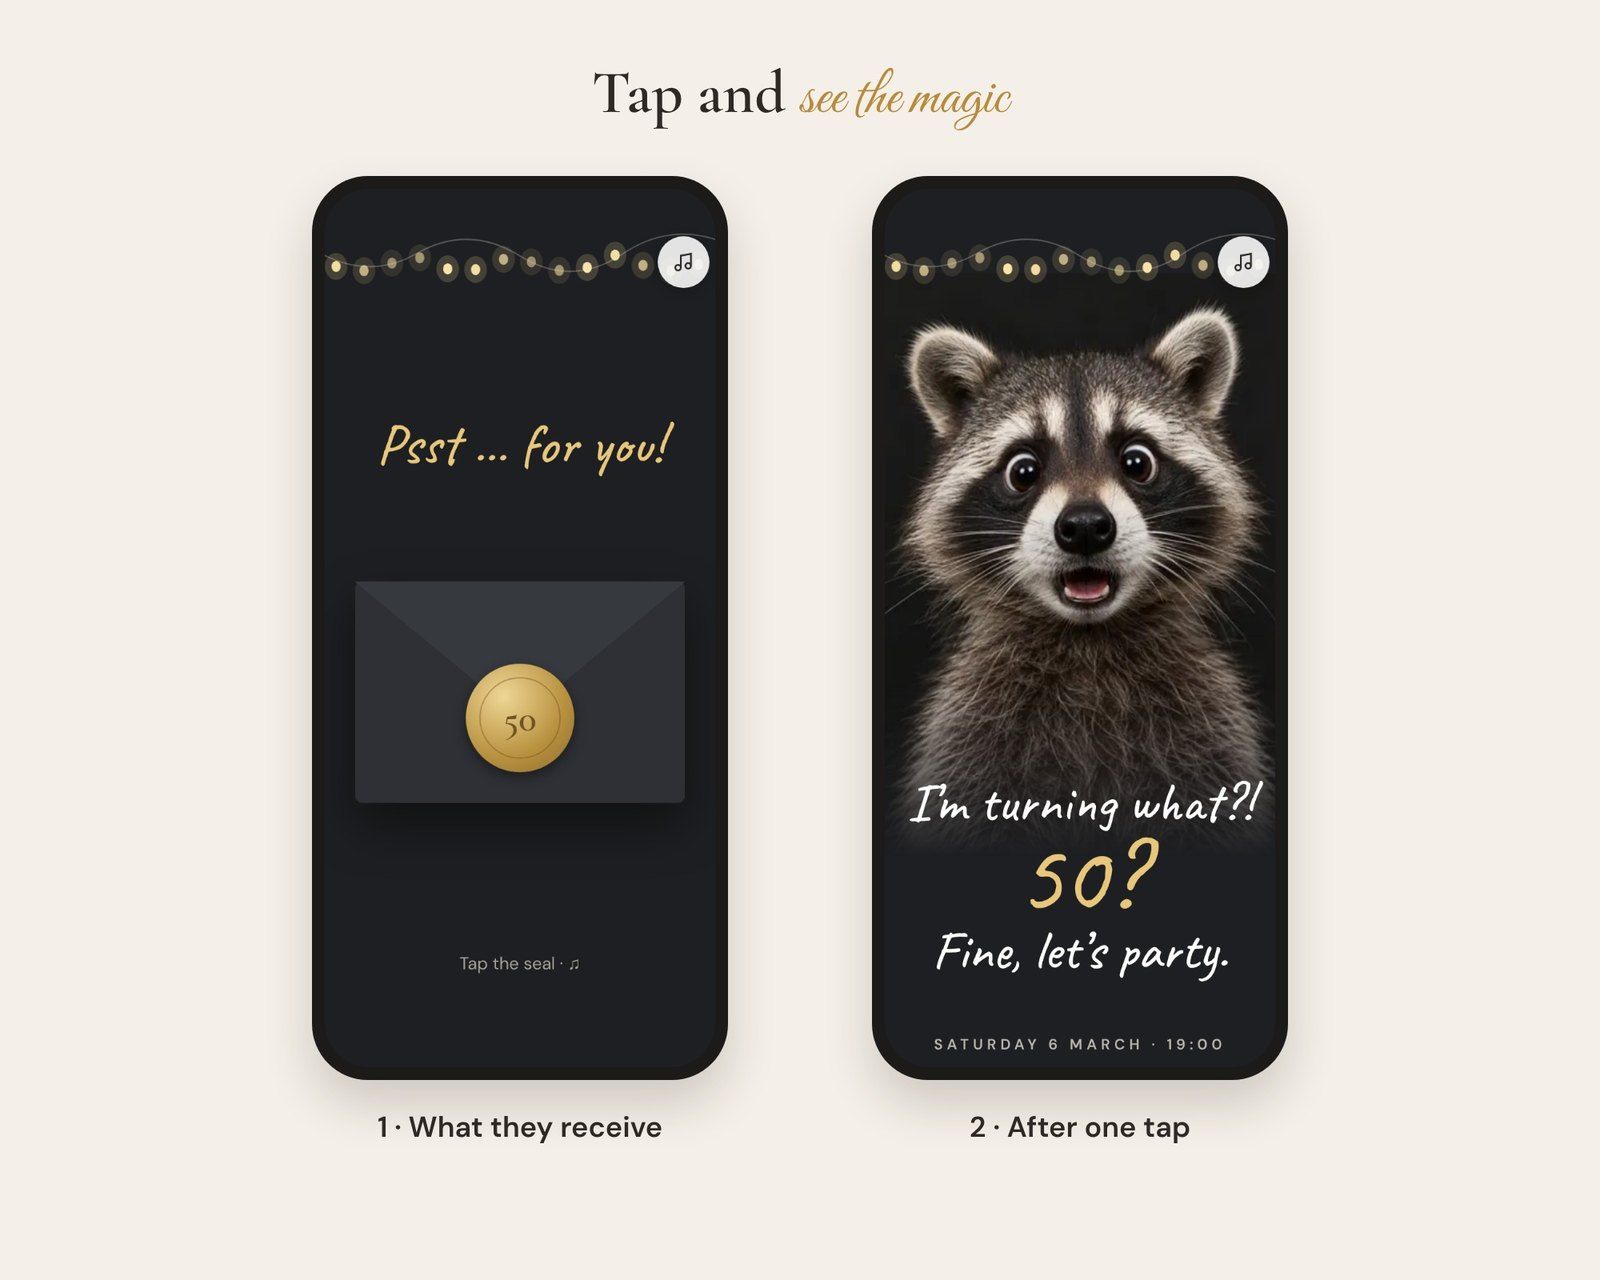 Tap and see the magic
Psst ... for you!
50
Tap the seal · ♫
1 · What they receive
I'm turning what?!
50?
Fine, let's party.
SATURDAY 6 MARCH · 19:00
2 · After one tap